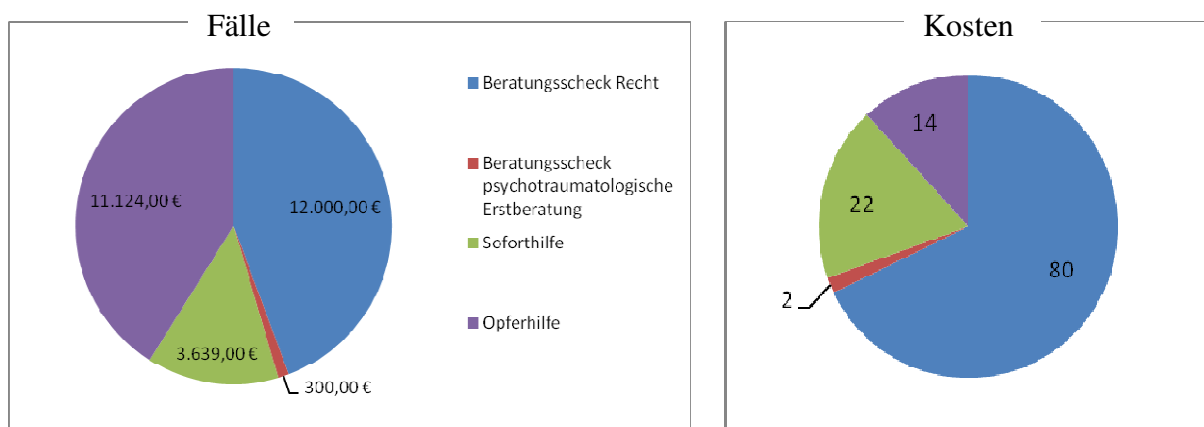 Fälle
11.124,00 €
12.000,00 €
3.639,00 €
300,00 €
Beratungsscheck Recht
Beratungsscheck
psychotraumatologische
Erstberatung
Soforthilfe
Opferhilfe
Kosten
14
22
80
2